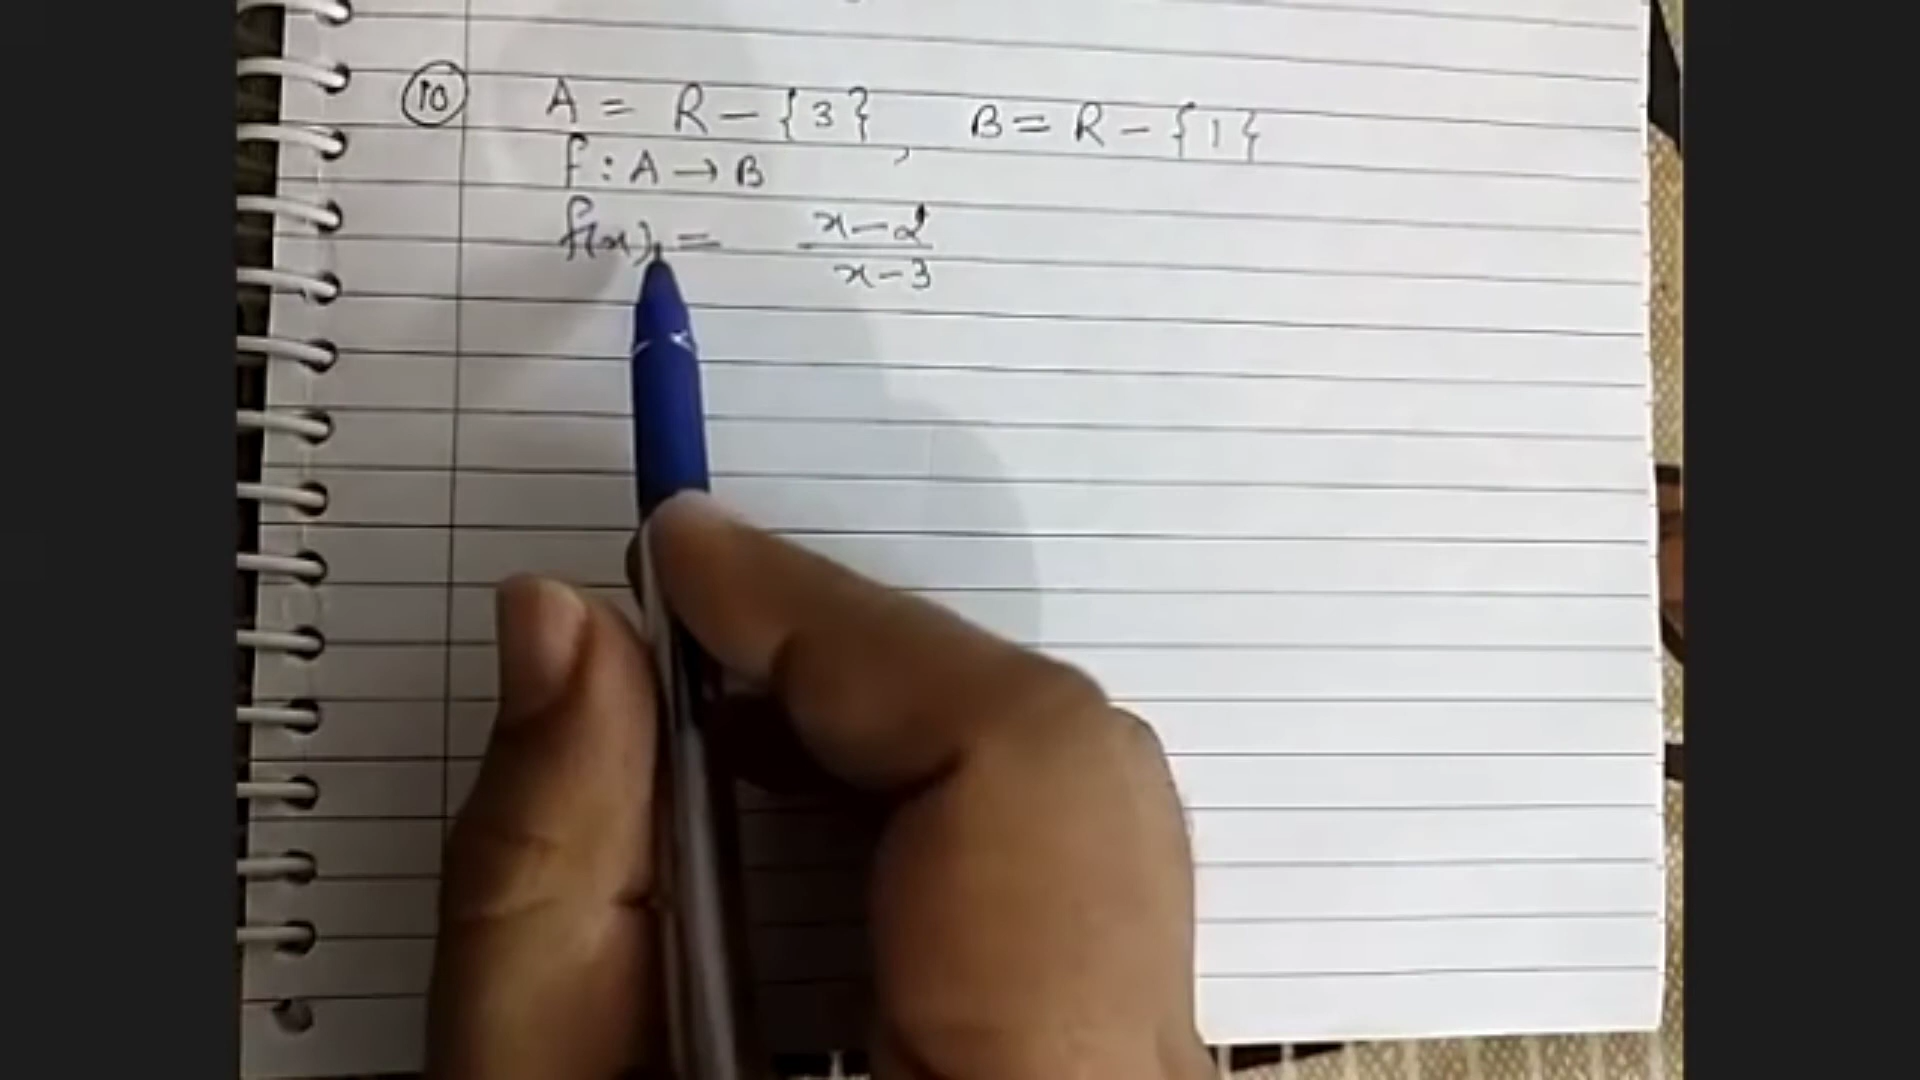 10 A = R - {3}, B = R - {1}
f : A → B
f(x) = x-2
x-3